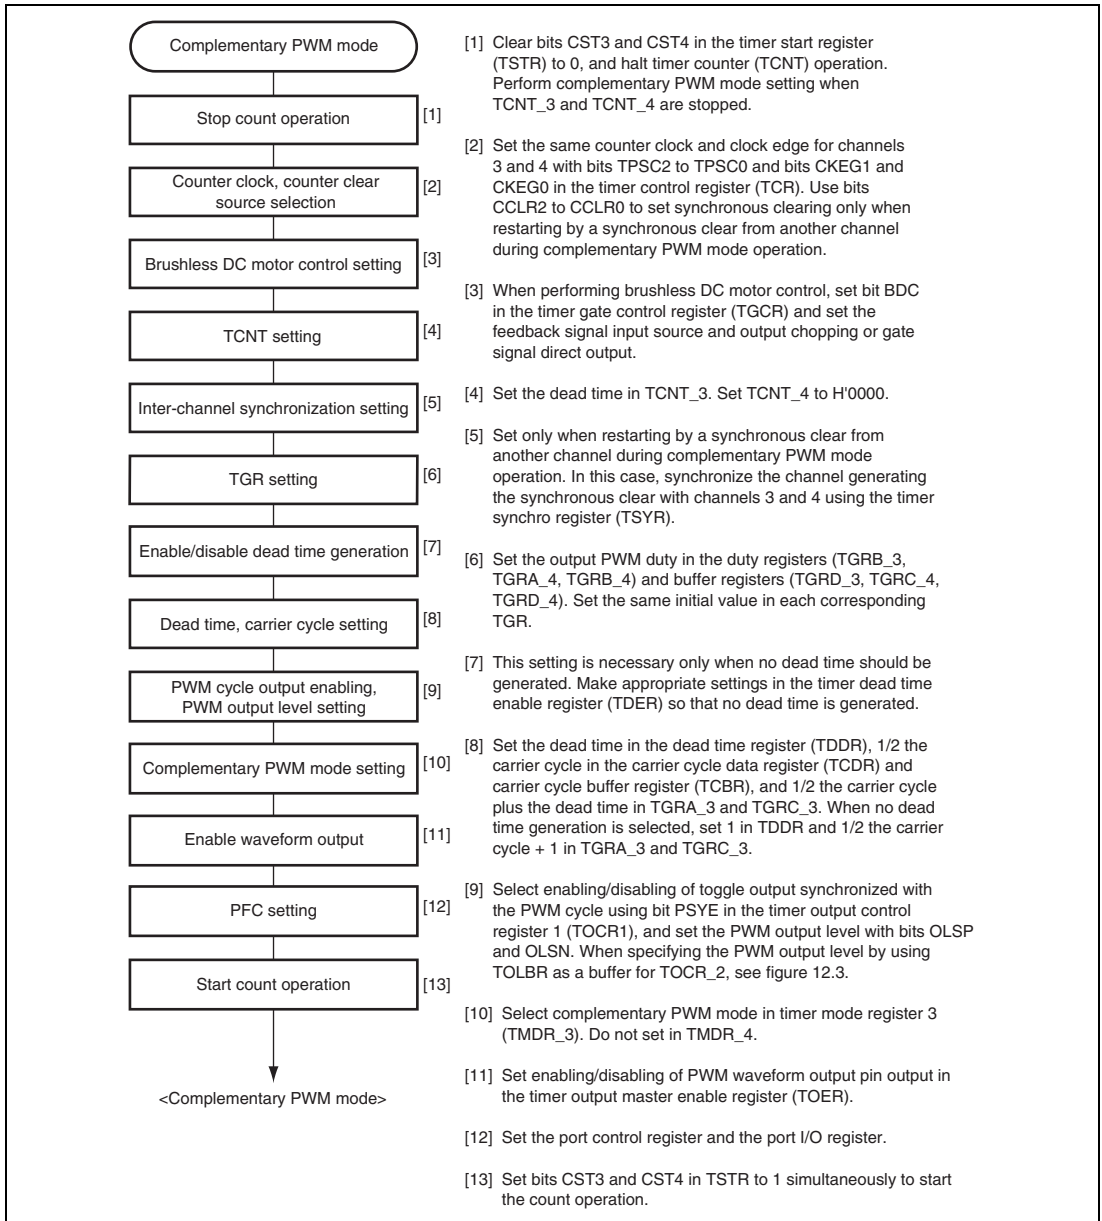 Complementary PWM mode
Stop count operation
[1]
Counter clock, counter clear
source selection
[2]
Brushless DC motor control setting
[3]
TCNT setting
[4]
Inter-channel synchronization setting
[5]
TGR setting
[6]
Enable/disable dead time generation
[7]
Dead time, carrier cycle setting
[8]
PWM cycle output enabling,
PWM output level setting
[9]
Complementary PWM mode setting
[10]
Enable waveform output
[11]
PFC setting
[12]
Start count operation
[13]
<Complementary PWM mode>
[1] Clear bits CST3 and CST4 in the timer start register
(TSTR) to 0, and halt timer counter (TCNT) operation.
Perform complementary PWM mode setting when
TCNT_3 and TCNT_4 are stopped.
[2] Set the same counter clock and clock edge for channels
3 and 4 with bits TPSC2 to TPSC0 and bits CKEG1 and
CKEG0 in the timer control register (TCR). Use bits
CCLR2 to CCLR0 to set synchronous clearing only when
restarting by a synchronous clear from another channel
during complementary PWM mode operation.
[3] When performing brushless DC motor control, set bit BDC
in the timer gate control register (TGCR) and set the
feedback signal input source and output chopping or gate
signal direct output.
[4] Set the dead time in TCNT_3. Set TCNT_4 to H'0000.
[5] Set only when restarting by a synchronous clear from
another channel during complementary PWM mode
operation. In this case, synchronize the channel generating
the synchronous clear with channels 3 and 4 using the timer
synchro register (TSYR).
[6] Set the output PWM duty in the duty registers (TGRB_3,
TGRA_4, TGRB_4) and buffer registers (TGRD_3, TGRC_4,
TGRD_4). Set the same initial value in each corresponding
TGR.
[7] This setting is necessary only when no dead time should be
generated. Make appropriate settings in the timer dead time
enable register (TDER) so that no dead time is generated.
[8] Set the dead time in the dead time register (TDDR), 1/2 the
carrier cycle in the carrier cycle data register (TCDR) and
carrier cycle buffer register (TCBR), and 1/2 the carrier cycle
plus the dead time in TGRA_3 and TGRC_3. When no dead
time generation is selected, set 1 in TDDR and 1/2 the carrier
cycle + 1 in TGRA_3 and TGRC_3.
[9] Select enabling/disabling of toggle output synchronized with
the PWM cycle using bit PSYE in the timer output control
register 1 (TOCR1), and set the PWM output level with bits OLSP
and OLSN. When specifying the PWM output level by using
TOLBR as a buffer for TOCR_2, see figure 12.3.
[10] Select complementary PWM mode in timer mode register 3
(TMDR_3). Do not set in TMDR_4.
[11] Set enabling/disabling of PWM waveform output pin output in
the timer output master enable register (TOER).
[12] Set the port control register and the port I/O register.
[13] Set bits CST3 and CST4 in TSTR to 1 simultaneously to start
the count operation.